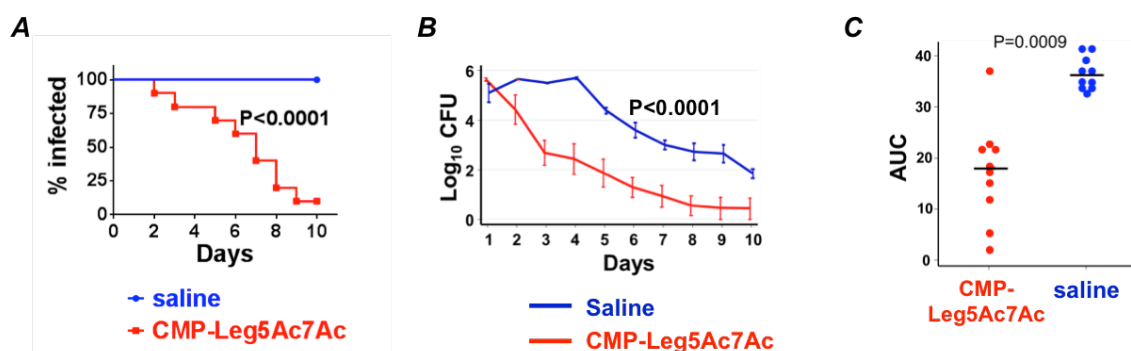 A
% infected
100
75
50
25
0
P<0.0001
0 2 4 6 8 10
Days
saline
CMP-Leg5Ac7Ac
B
Log10 CFU
6
4
2
0
P<0.0001
1 2 3 4 5 6 7 8 9 10
Days
Saline
CMP-Leg5Ac7Ac
C
P=0.0009
AUC
40
30
20
10
0
CMP-
Leg5Ac7Ac
saline